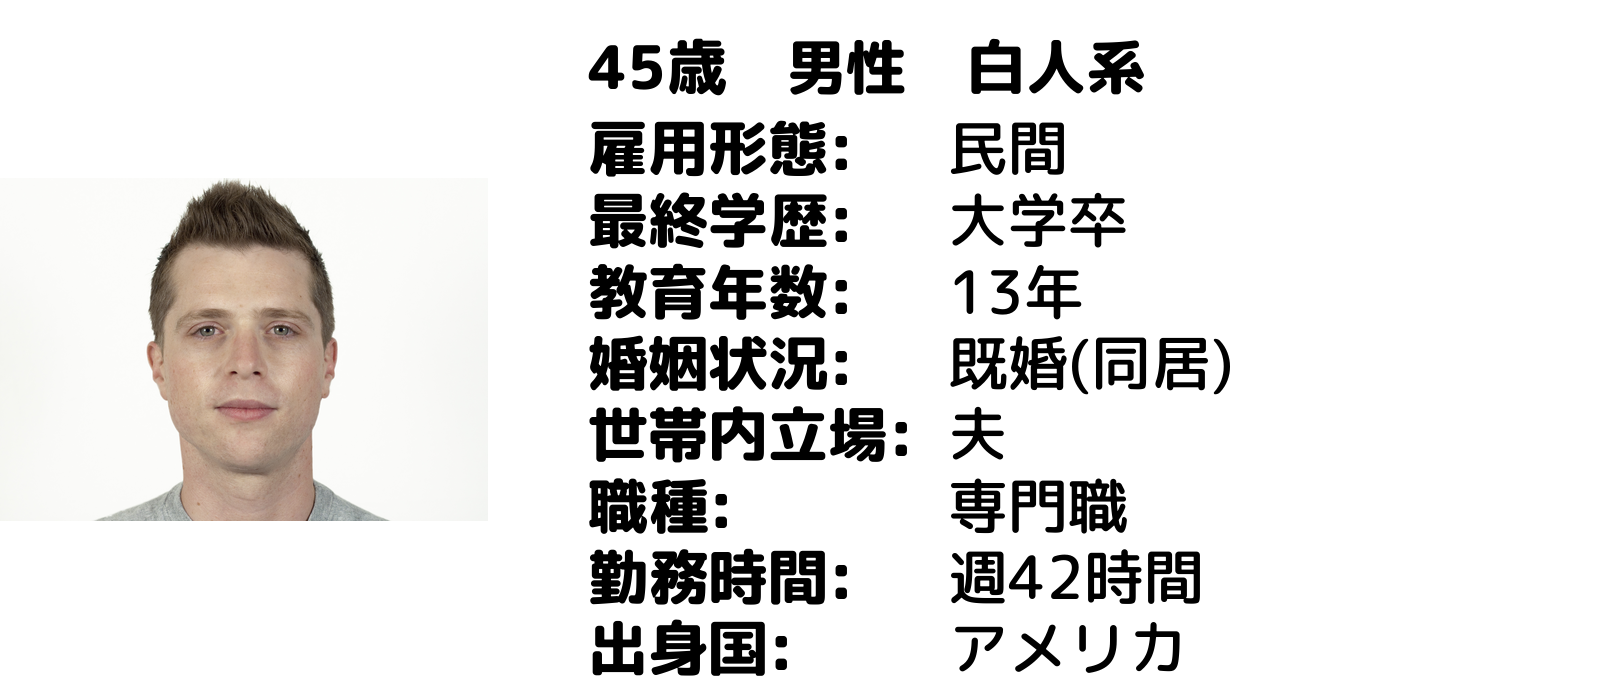 45歳　男性　白人系
雇用形態: 民間
最終学歴: 大学卒
教育年数: 13年
婚姻状況: 既婚(同居)
世帯内立場: 夫
職種: 専門職
勤務時間: 週42時間
出身国: アメリカ